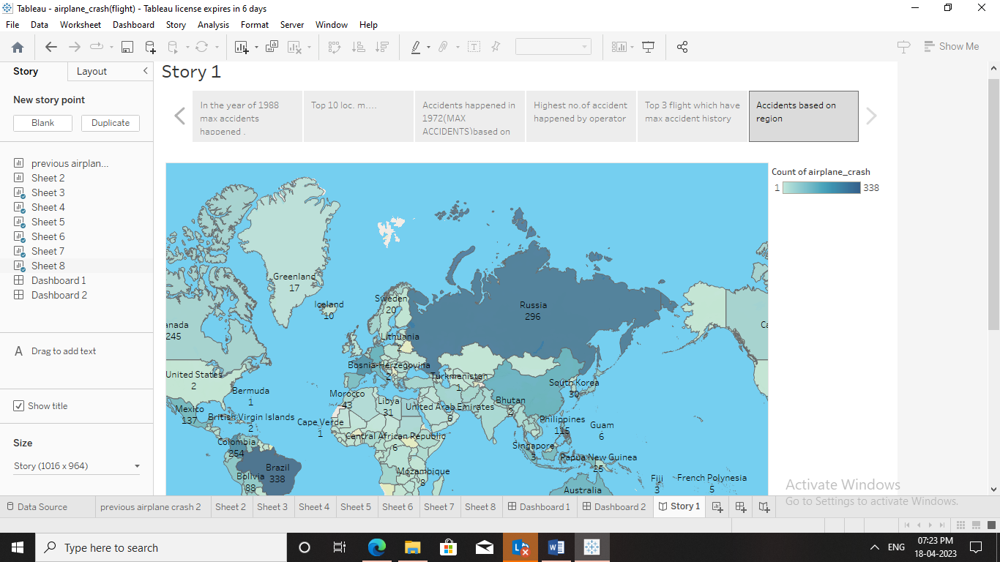 Tableau - airplane_crash(flight) - Tableau license expires in 6 days
File Data Worksheet Dashboard Story Analysis Format Server Window Help
Show Me
Story Layout
New story point
Blank Duplicate
previous airplan...
Sheet 2
Sheet 3
Sheet 4
Sheet 5
Sheet 6
Sheet 7
Sheet 8
Dashboard 1
Dashboard 2
A Drag to add text
Show title
Size
Story (1016 x 964)
Story 1
In the year of 1988
max accidents
happened .
Top 10 loc. m....
Accidents happened in
1972(MAX
ACCIDENTS)based on
Highest no.of accident
happened by operator
Top 3 flight which have
max accident history
Accidents based on
region
Count of airplane_crash
1 338
Greenland
17
Iceland
10
Sweden
20
Russia
296
anada
245
Ca
Lithuania
2
Bosnia-Herzegovina
2
United States
2
Turkmenistan
1
South Korea
30
Bermuda
1
Morocco
43
Libya
31
United Arab Emirates
6
Bhutan
2
Mexico
137
British Virgin Islands
2
Cape Verde
1
Philippines
115
Guam
6
Central African Republic
6
Colombia
254
Singapore
3
Papua New Guinea
25
Brazil
338
Bolivia
88
Mozambique
8
Fiji
3
French Polynesia
5
Australia
Activate Windows
Go to Settings to activate Windows.
Data Source previous airplane crash 2 Sheet 2 Sheet 3 Sheet 4 Sheet 5 Sheet 6 Sheet 7 Sheet 8 Dashboard 1 Dashboard 2 Story 1
Type here to search
ENG
07:23 PM
18-04-2023